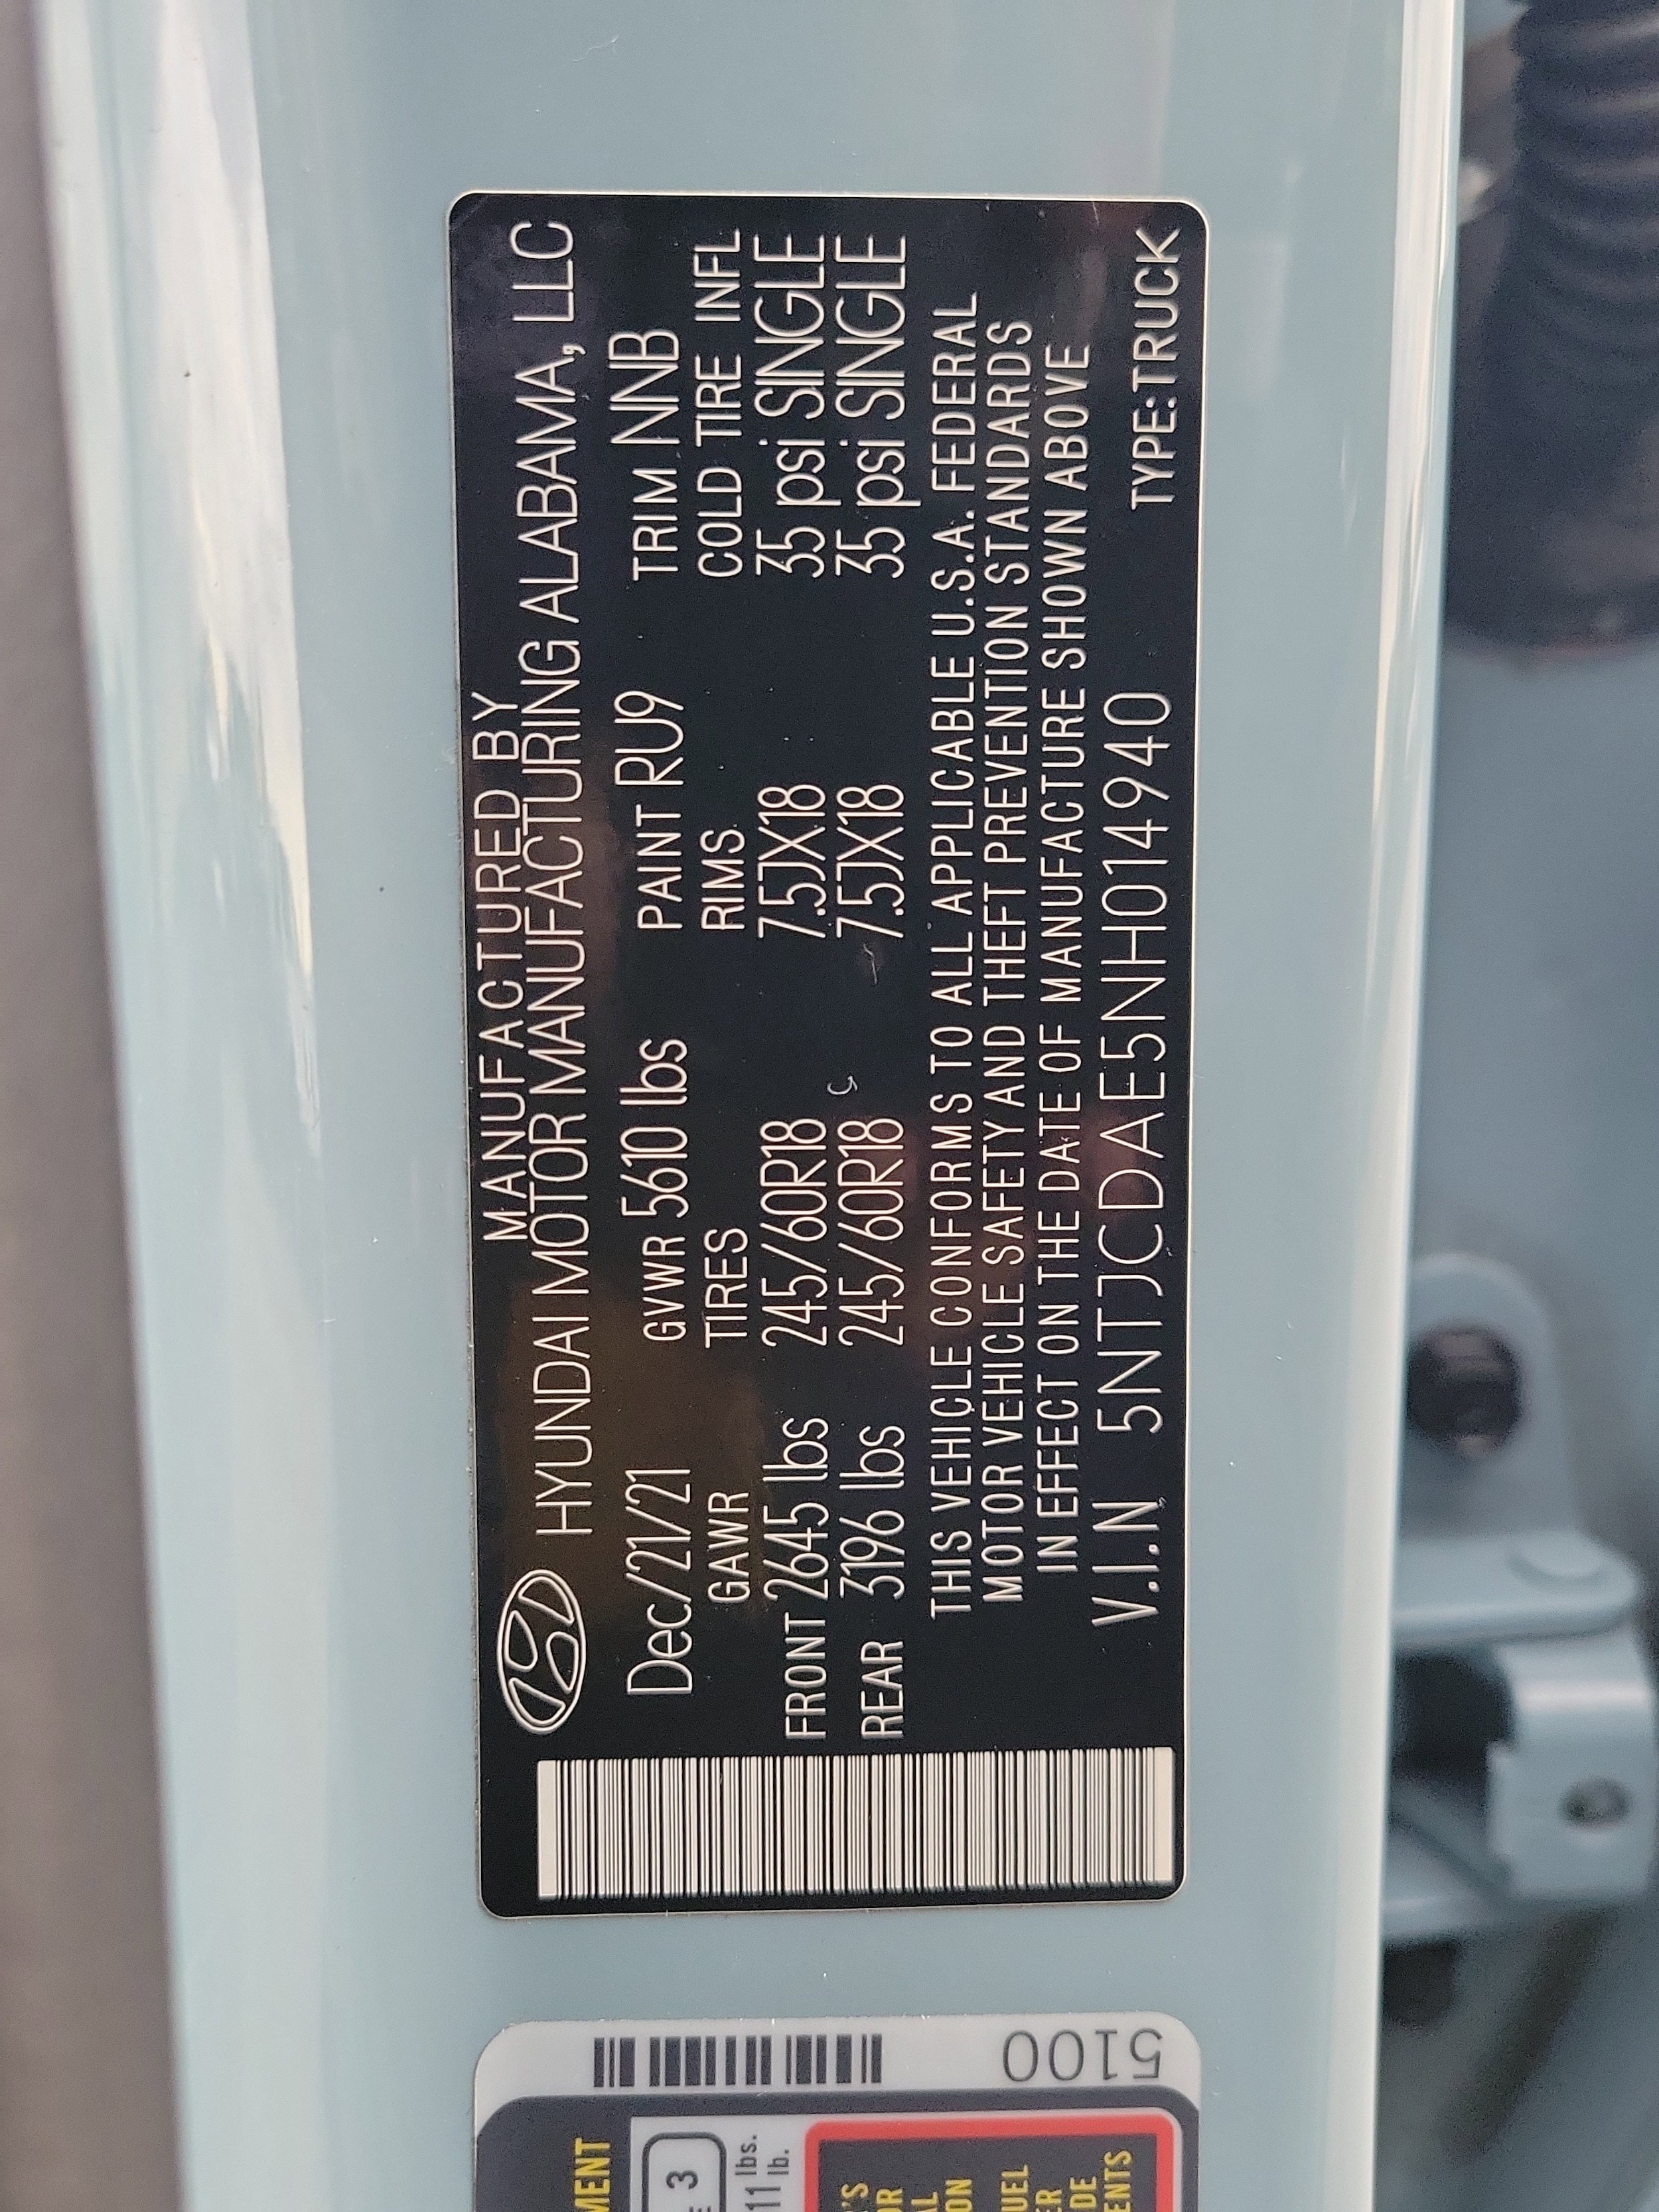 MANUFACTURED BY
HYUNDAI MOTOR MANUFACTURING ALABAMA, LLC
Dec/21/21 GVWR 5610 lbs PAINT RU9 TRIM NNB
GAWR TIRES RIMS COLD TIRE INFL
FRONT 2645 lbs 245/60R18 7.5JX18 35 psi SINGLE
REAR 3196 lbs 245/60R18 7.5JX18 35 psi SINGLE
THIS VEHICLE CONFORMS TO ALL APPLICABLE U.S.A. FEDERAL
MOTOR VEHICLE SAFETY AND THEFT PREVENTION STANDARDS
IN EFFECT ON THE DATE OF MANUFACTURE SHOWN ABOVE
V.I.N 5NTJCDAE5NH014940 TYPE:TRUCK
5100
3
lbs.
lb.